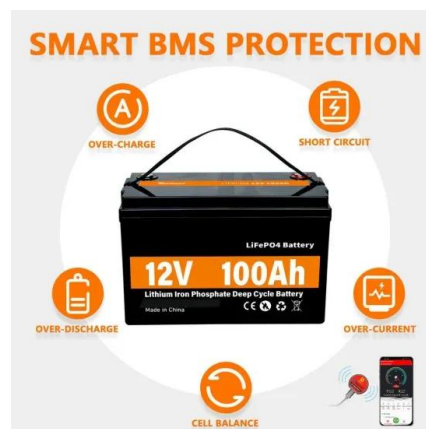 SMART BMS PROTECTION
A
OVER-CHARGE
SHORT CIRCUIT
LiFePO4 Battery
12V 100Ah
Lithium Iron Phosphate Deep Cycle Battery
Made in China
CE
OVER-DISCHARGE
OVER-CURRENT
CELL BALANCE